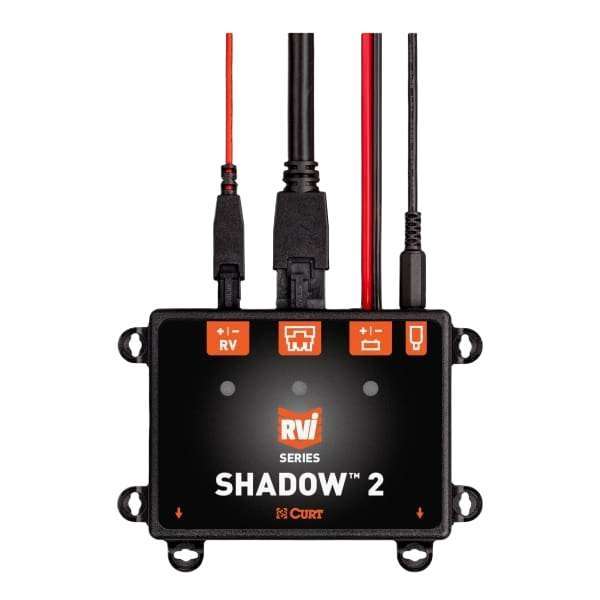 + | −
RV
+ | −
RVi
SERIES
SHADOW™ 2
CURT